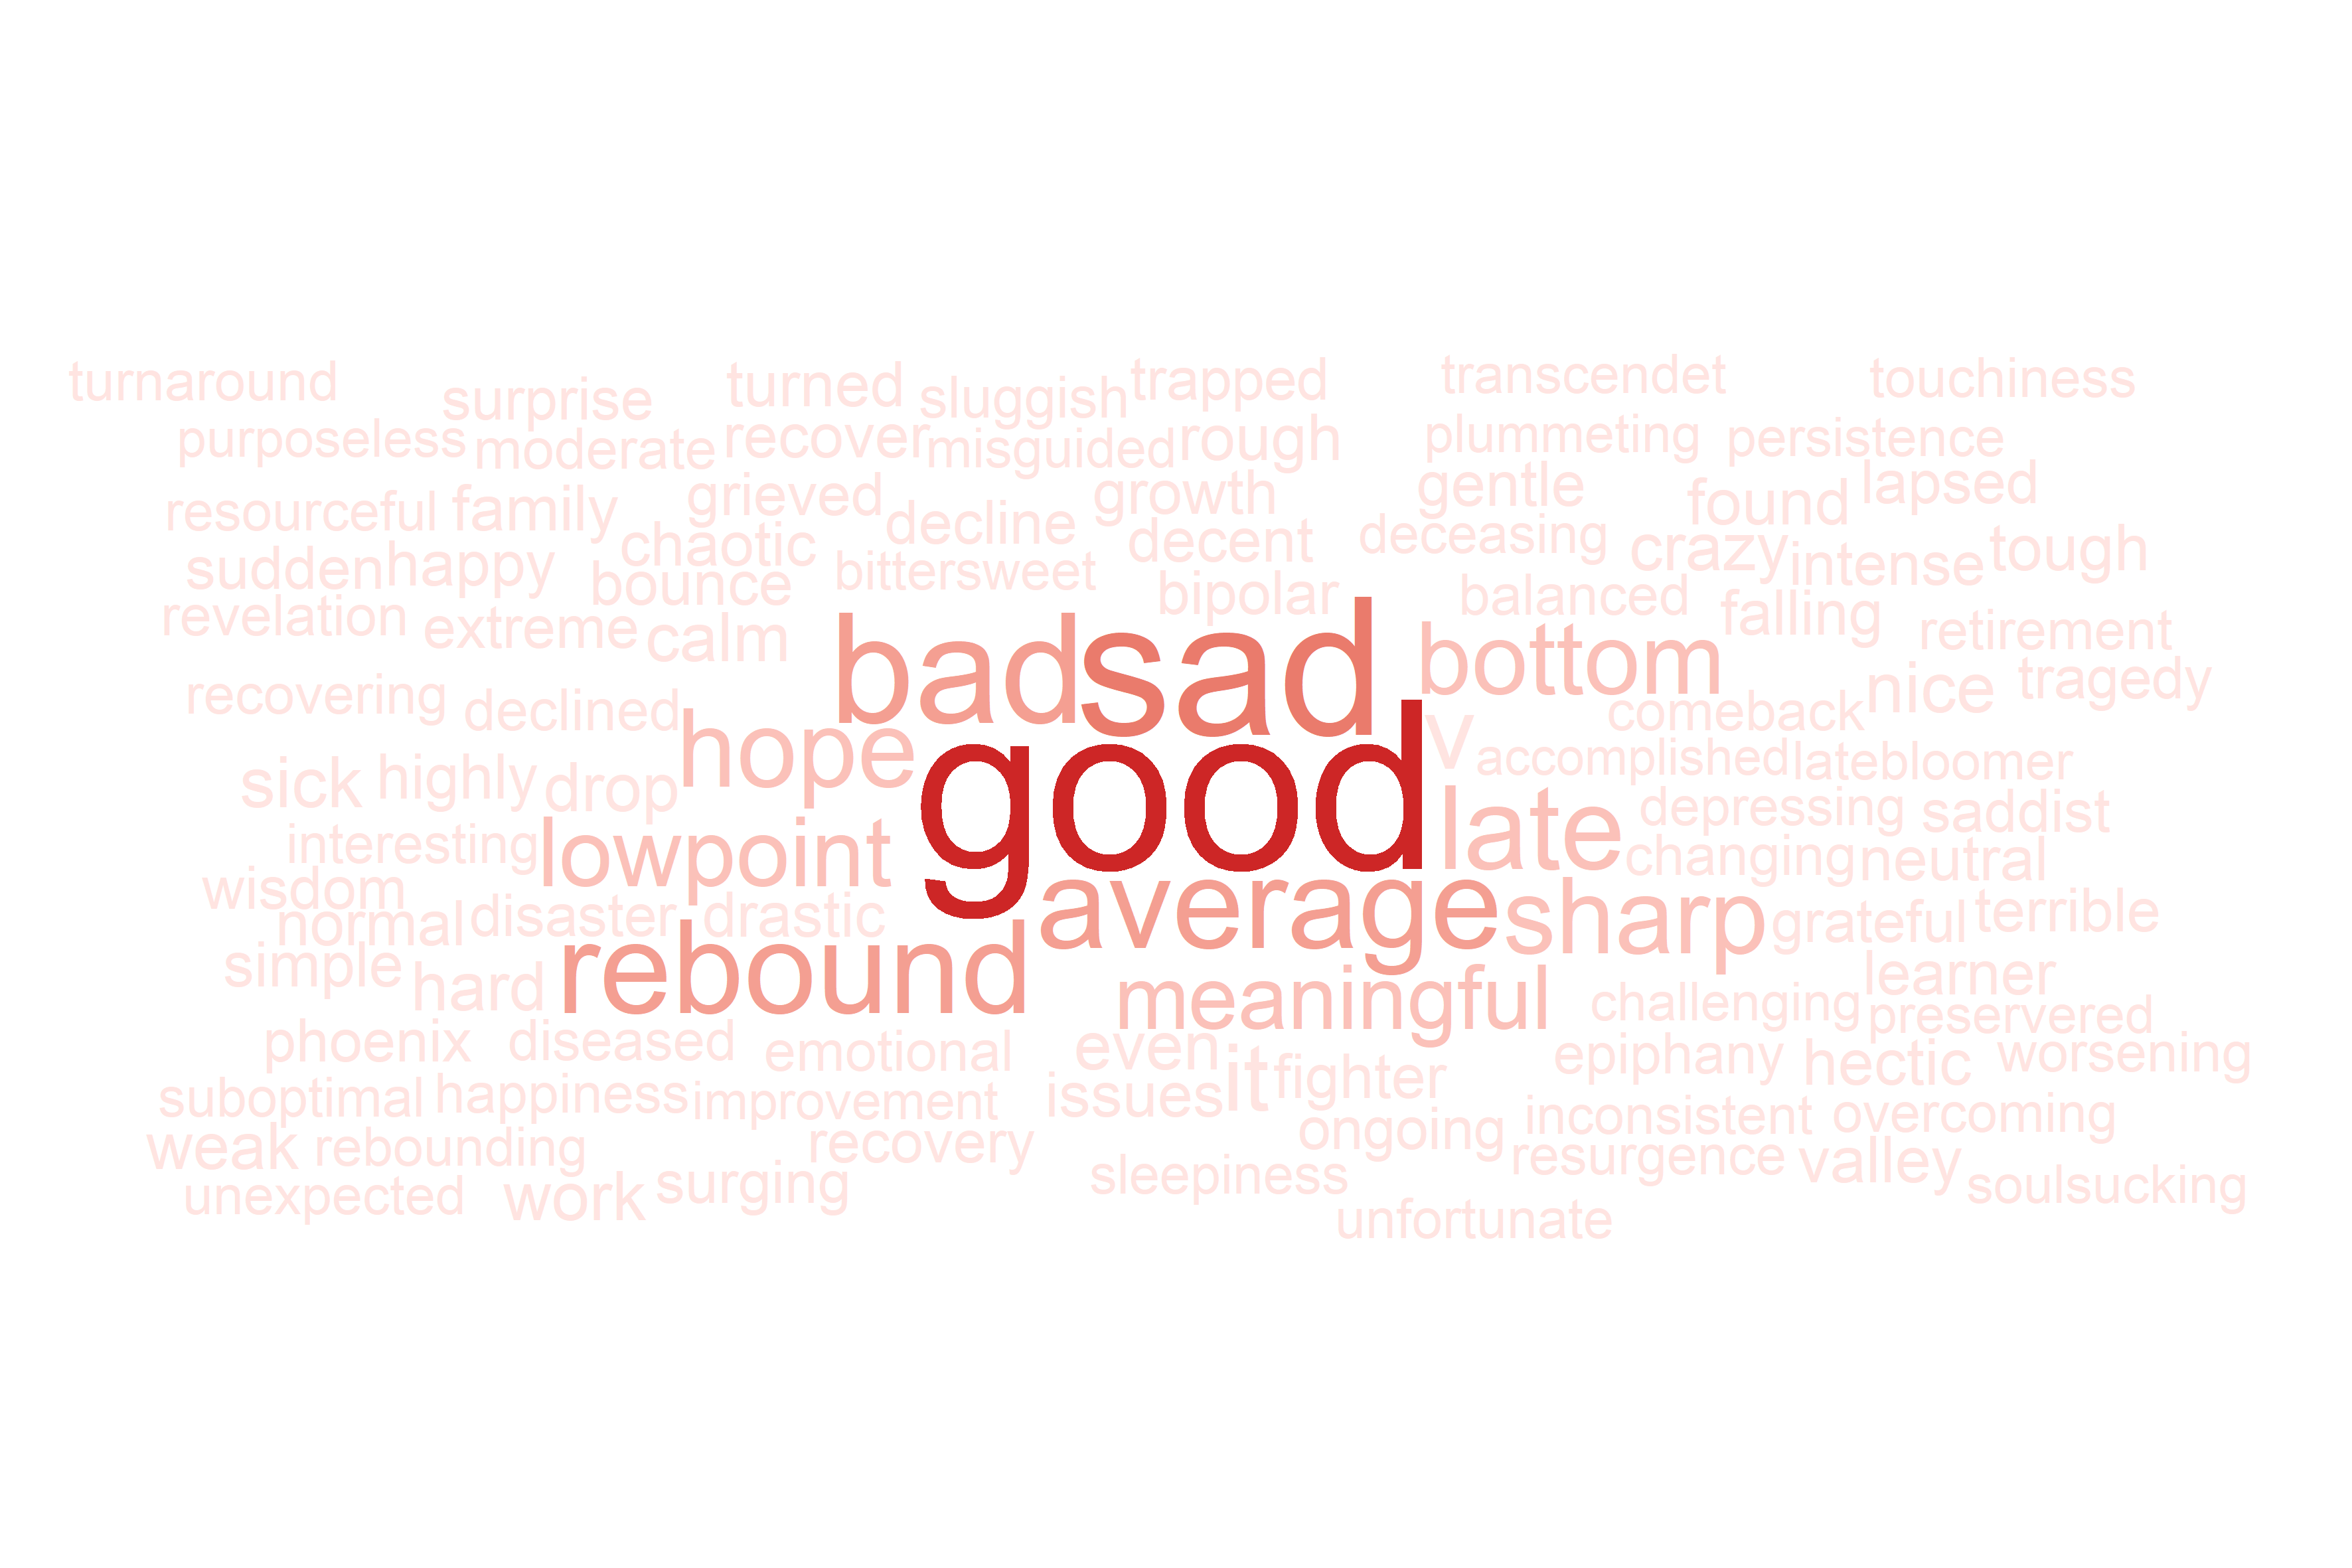 turnaround surprise turned sluggish trapped transcendet touchiness
purposeless moderate recover misguided rough plummeting persistence
resourceful family grieved decline growth gentle found lapsed
sudden happy chaotic bittersweet decent deceasing crazy intense tough
revelation extreme bounce calm bipolar balanced falling retirement
recovering declined bad sad bottom comeback nice tragedy
sick highly drop hope good v accomplished latebloomer
interesting lowpoint late depressing saddist
wisdom changing neutral
normal disaster drastic average sharp grateful terrible
simple hard rebound meaningful challenging learner preservered
phoenix diseased emotional even it fighter epiphany hectic worsening
suboptimal happiness improvement issues ongoing inconsistent overcoming
weak rebounding recovery sleepiness resurgence valley soulsucking
unexpected work surging unfortunate